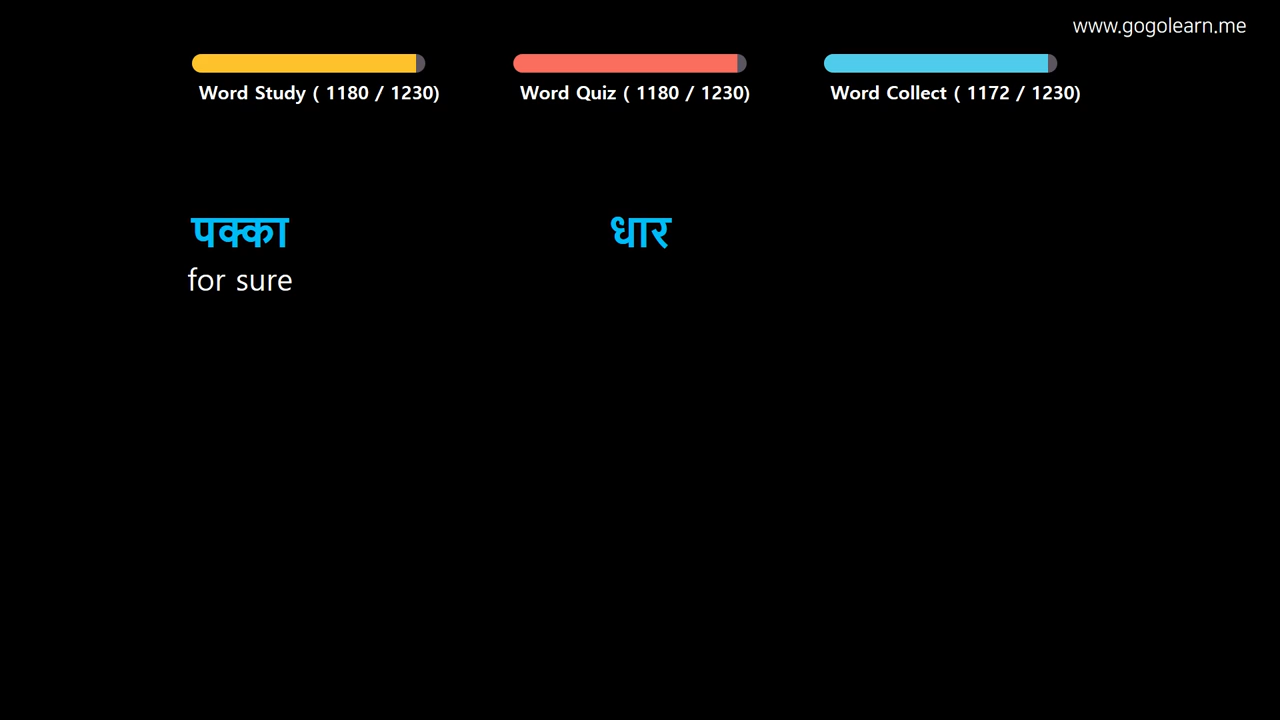 www.gogolearn.me
Word Study ( 1180 / 1230)
Word Quiz ( 1180 / 1230)
Word Collect ( 1172 / 1230)
पक्का
धार
for sure